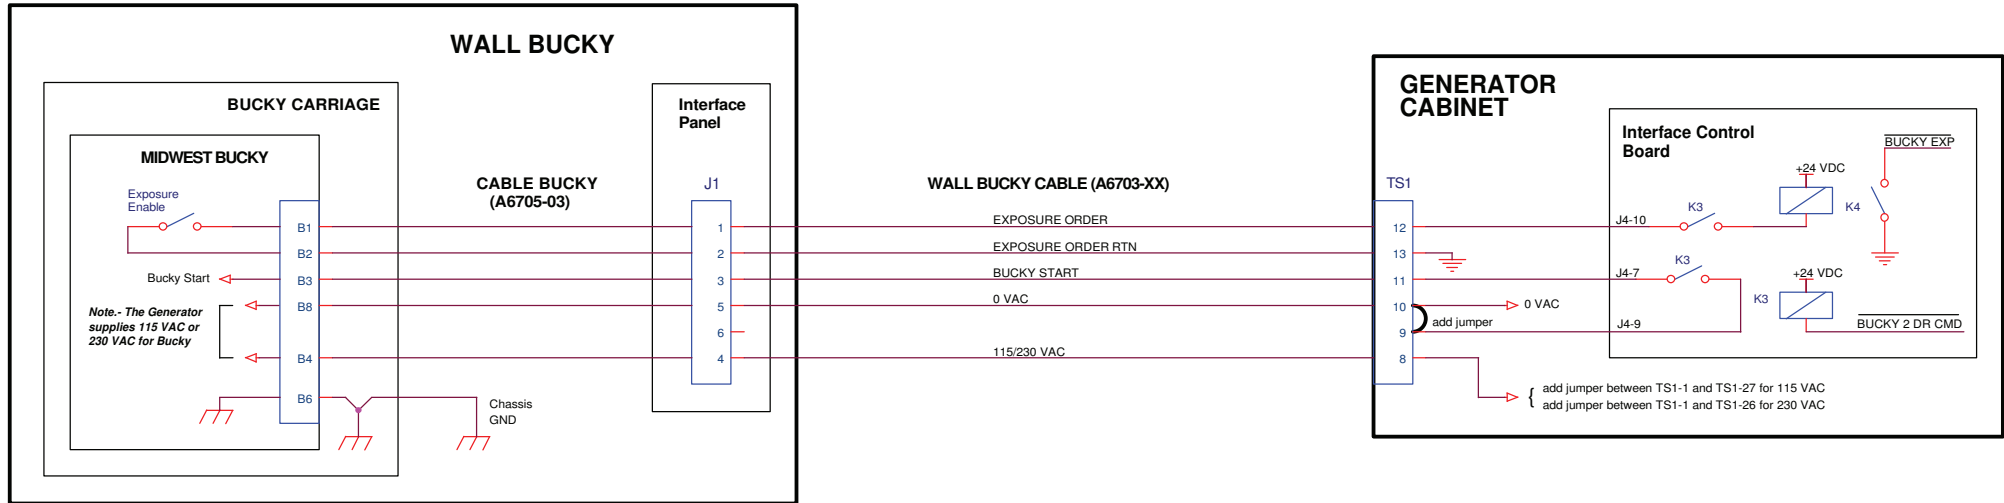 WALL BUCKY
BUCKY CARRIAGE
MIDWEST BUCKY
Exposure
Enable
Bucky Start
Note.- The Generator
supplies 115 VAC or
230 VAC for Bucky
B1
B2
B3
B8
B4
B6
Chassis
GND
CABLE BUCKY
(A6705-03)
Interface
Panel
J1
1
2
3
5
6
4
WALL BUCKY CABLE (A6703-XX)
EXPOSURE ORDER
EXPOSURE ORDER RTN
BUCKY START
0 VAC
115/230 VAC
GENERATOR
CABINET
TS1
12
13
11
10
9
8
add jumper
0 VAC
Interface Control
Board
J4-10
K3
+24 VDC
K4
BUCKY EXP
J4-7
K3
+24 VDC
K3
J4-9
BUCKY 2 DR CMD
{ add jumper between TS1-1 and TS1-27 for 115 VAC
add jumper between TS1-1 and TS1-26 for 230 VAC